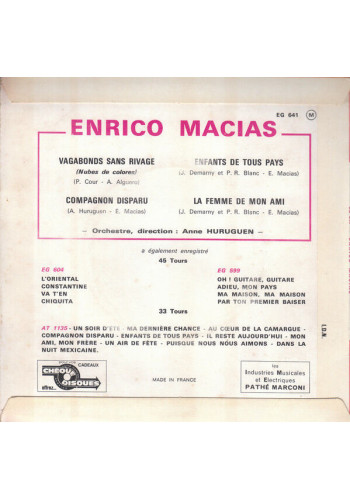 EG 641 M
ENRICO MACIAS
VAGABONDS SANS RIVAGE
(Nubes de colores)
(P. Cour - A. Alguero)
COMPAGNON DISPARU
(A. Huruguen - E. Macias)
ENFANTS DE TOUS PAYS
(J. Demarny et P. R. Blanc - E. Macias)
LA FEMME DE MON AMI
(J. Demarny et P. R. Blanc - E. Macias)
- Orchestre, direction : Anne HURUGUEN -
a également enregistré
45 Tours
EG 604
L'ORIENTAL
CONSTANTINE
VA T'EN
CHIQUITA
EG 599
OH ! GUITARE, GUITARE
ADIEU, MON PAYS
MA MAISON, MA MAISON
PAR TON PREMIER BAISER
33 Tours
AT 1135 - UN SOIR D'ÉTÉ - MA DERNIÈRE CHANCE - AU CŒUR DE LA CAMARGUE -
COMPAGNON DISPARU - ENFANTS DE TOUS PAYS - IL RESTE AUJOURD'HUI - MON
AMI, MON FRÈRE - UN AIR DE FÊTE - PUISQUE NOUS NOUS AIMONS - DANS LA
NUIT MEXICAINE.
I.D.N.
CADEAUX
DISQUES
MADE IN FRANCE
les
Industries Musicales
et Electriques
PATHÉ MARCONI